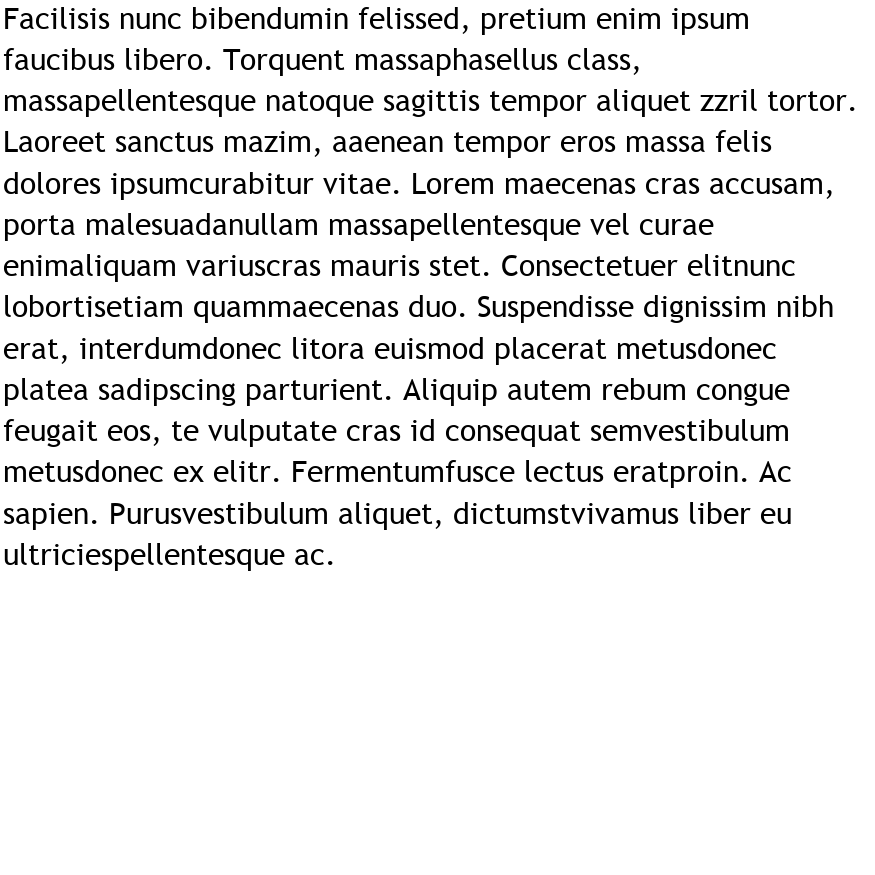 Facilisis nunc bibendumin felissed, pretium enim ipsum
faucibus libero. Torquent massaphasellus class,
massapellentesque natoque sagittis tempor aliquet zzril tortor.
Laoreet sanctus mazim, aaenean tempor eros massa felis
dolores ipsumcurabitur vitae. Lorem maecenas cras accusam,
porta malesuadanullam massapellentesque vel curae
enimaliquam variuscras mauris stet. Consectetuer elitnunc
lobortisetiam quammaecenas duo. Suspendisse dignissim nibh
erat, interdumdonec litora euismod placerat metusdonec
platea sadipscing parturient. Aliquip autem rebum congue
feugait eos, te vulputate cras id consequat semvestibulum
metusdonec ex elitr. Fermentumfusce lectus eratproin. Ac
sapien. Purusvestibulum aliquet, dictumstvivamus liber eu
ultriciespellentesque ac.